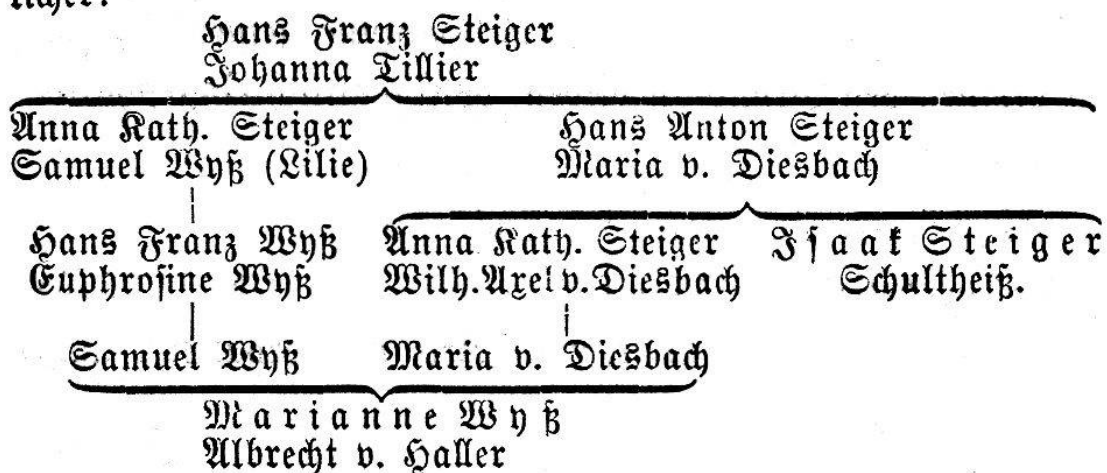 Hans Franz Steiger
Johanna Tillier
Anna Kath. Steiger Hans Anton Steiger
Samuel Wyß (Lilie) Maria v. Diesbach
Hans Franz Wyß Anna Kath. Steiger Isaak Steiger
Euphrosine Wyß Wilh. Axel v. Diesbach Schultheiß.
Samuel Wyß Maria v. Diesbach
Marianne Wyß
Albrecht v. Haller